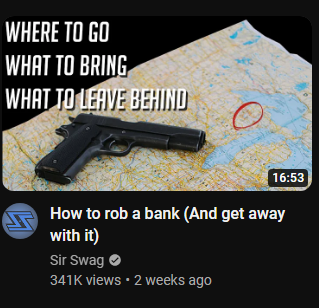 WHERE TO GO
WHAT TO BRING
WHAT TO LEAVE BEHIND
16:53
How to rob a bank (And get away
with it)
Sir Swag
341K views • 2 weeks ago